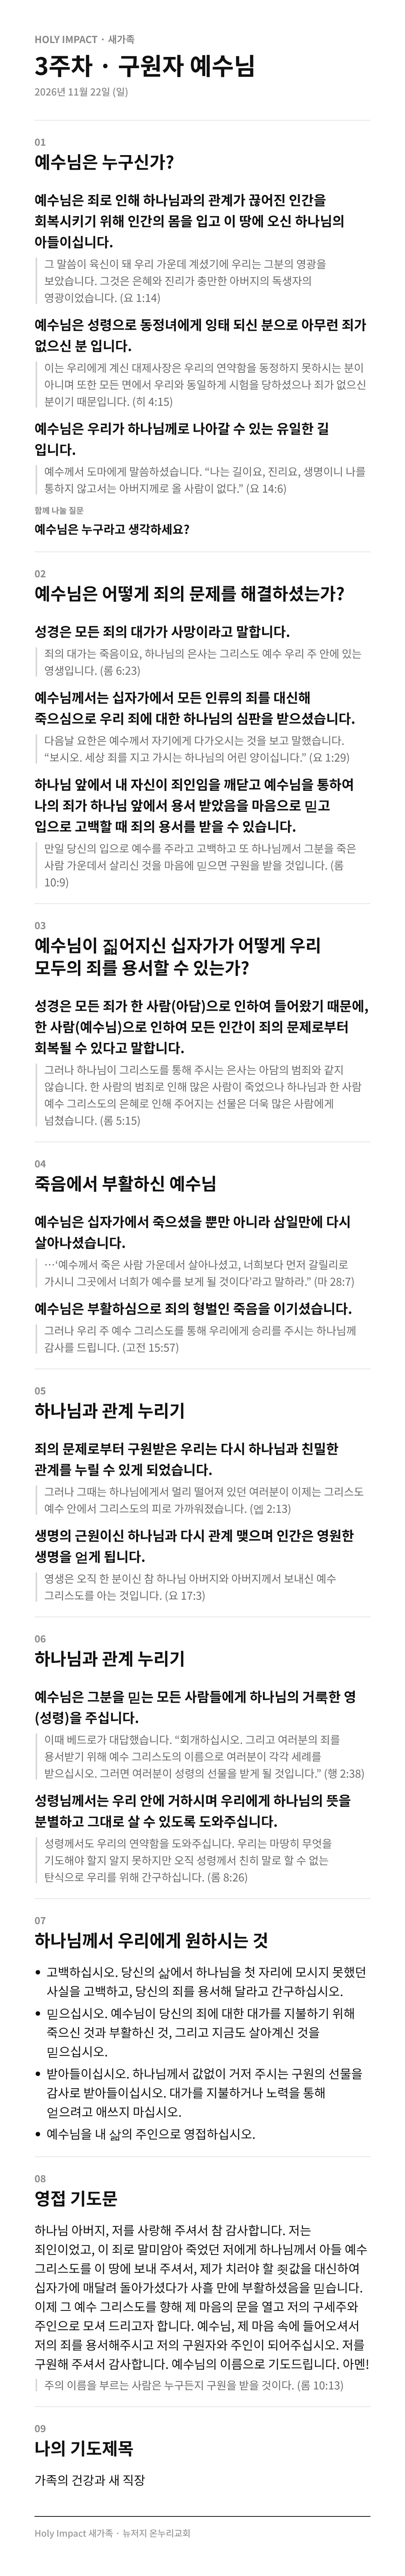 HOLY IMPACT · 새가족
3주차 · 구원자 예수님
2026년 11월 22일 (일)
01
예수님은 누구신가?
예수님은 죄로 인해 하나님과의 관계가 끊어진 인간을
회복시키기 위해 인간의 몸을 입고 이 땅에 오신 하나님의
아들이십니다.
그 말씀이 육신이 돼 우리 가운데 계셨기에 우리는 그분의 영광을
보았습니다. 그것은 은혜와 진리가 충만한 아버지의 독생자의
영광이었습니다. (요 1:14)
예수님은 성령으로 동정녀에게 잉태 되신 분으로 아무런 죄가
없으신 분 입니다.
이는 우리에게 계신 대제사장은 우리의 연약함을 동정하지 못하시는 분이
아니며 또한 모든 면에서 우리와 동일하게 시험을 당하셨으나 죄가 없으신
분이기 때문입니다. (히 4:15)
예수님은 우리가 하나님께로 나아갈 수 있는 유일한 길
입니다.
예수께서 도마에게 말씀하셨습니다. “나는 길이요, 진리요, 생명이니 나를
통하지 않고서는 아버지께로 올 사람이 없다.” (요 14:6)
함께 나눌 질문
예수님은 누구라고 생각하세요?
02
예수님은 어떻게 죄의 문제를 해결하셨는가?
성경은 모든 죄의 대가가 사망이라고 말합니다.
죄의 대가는 죽음이요, 하나님의 은사는 그리스도 예수 우리 주 안에 있는
영생입니다. (롬 6:23)
예수님께서는 십자가에서 모든 인류의 죄를 대신해
죽으심으로 우리 죄에 대한 하나님의 심판을 받으셨습니다.
다음날 요한은 예수께서 자기에게 다가오시는 것을 보고 말했습니다.
“보시오. 세상 죄를 지고 가시는 하나님의 어린 양이십니다.” (요 1:29)
하나님 앞에서 내 자신이 죄인임을 깨닫고 예수님을 통하여
나의 죄가 하나님 앞에서 용서 받았음을 마음으로 믿고
입으로 고백할 때 죄의 용서를 받을 수 있습니다.
만일 당신의 입으로 예수를 주라고 고백하고 또 하나님께서 그분을 죽은
사람 가운데서 살리신 것을 마음에 믿으면 구원을 받을 것입니다. (롬
10:9)
03
예수님이 짊어지신 십자가가 어떻게 우리
모두의 죄를 용서할 수 있는가?
성경은 모든 죄가 한 사람(아담)으로 인하여 들어왔기 때문에,
한 사람(예수님)으로 인하여 모든 인간이 죄의 문제로부터
회복될 수 있다고 말합니다.
그러나 하나님이 그리스도를 통해 주시는 은사는 아담의 범죄와 같지
않습니다. 한 사람의 범죄로 인해 많은 사람이 죽었으나 하나님과 한 사람
예수 그리스도의 은혜로 인해 주어지는 선물은 더욱 많은 사람에게
넘쳤습니다. (롬 5:15)
04
죽음에서 부활하신 예수님
예수님은 십자가에서 죽으셨을 뿐만 아니라 삼일만에 다시
살아나셨습니다.
…‘예수께서 죽은 사람 가운데서 살아나셨고, 너희보다 먼저 갈릴리로
가시니 그곳에서 너희가 예수를 보게 될 것이다’라고 말하라.” (마 28:7)
예수님은 부활하심으로 죄의 형벌인 죽음을 이기셨습니다.
그러나 우리 주 예수 그리스도를 통해 우리에게 승리를 주시는 하나님께
감사를 드립니다. (고전 15:57)
05
하나님과 관계 누리기
죄의 문제로부터 구원받은 우리는 다시 하나님과 친밀한
관계를 누릴 수 있게 되었습니다.
그러나 그때는 하나님에게서 멀리 떨어져 있던 여러분이 이제는 그리스도
예수 안에서 그리스도의 피로 가까워졌습니다. (엡 2:13)
생명의 근원이신 하나님과 다시 관계 맺으며 인간은 영원한
생명을 얻게 됩니다.
영생은 오직 한 분이신 참 하나님 아버지와 아버지께서 보내신 예수
그리스도를 아는 것입니다. (요 17:3)
06
하나님과 관계 누리기
예수님은 그분을 믿는 모든 사람들에게 하나님의 거룩한 영
(성령)을 주십니다.
이때 베드로가 대답했습니다. “회개하십시오. 그리고 여러분의 죄를
용서받기 위해 예수 그리스도의 이름으로 여러분이 각각 세례를
받으십시오. 그러면 여러분이 성령의 선물을 받게 될 것입니다.” (행 2:38)
성령님께서는 우리 안에 거하시며 우리에게 하나님의 뜻을
분별하고 그대로 살 수 있도록 도와주십니다.
성령께서도 우리의 연약함을 도와주십니다. 우리는 마땅히 무엇을
기도해야 할지 알지 못하지만 오직 성령께서 친히 말로 할 수 없는
탄식으로 우리를 위해 간구하십니다. (롬 8:26)
07
하나님께서 우리에게 원하시는 것
• 고백하십시오. 당신의 삶에서 하나님을 첫 자리에 모시지 못했던
사실을 고백하고, 당신의 죄를 용서해 달라고 간구하십시오.
• 믿으십시오. 예수님이 당신의 죄에 대한 대가를 지불하기 위해
죽으신 것과 부활하신 것, 그리고 지금도 살아계신 것을
믿으십시오.
• 받아들이십시오. 하나님께서 값없이 거저 주시는 구원의 선물을
감사로 받아들이십시오. 대가를 지불하거나 노력을 통해
얻으려고 애쓰지 마십시오.
• 예수님을 내 삶의 주인으로 영접하십시오.
08
영접 기도문
하나님 아버지, 저를 사랑해 주셔서 참 감사합니다. 저는
죄인이었고, 이 죄로 말미암아 죽었던 저에게 하나님께서 아들 예수
그리스도를 이 땅에 보내 주셔서, 제가 치러야 할 죗값을 대신하여
십자가에 매달려 돌아가셨다가 사흘 만에 부활하셨음을 믿습니다.
이제 그 예수 그리스도를 향해 제 마음의 문을 열고 저의 구세주와
주인으로 모셔 드리고자 합니다. 예수님, 제 마음 속에 들어오셔서
저의 죄를 용서해주시고 저의 구원자와 주인이 되어주십시오. 저를
구원해 주셔서 감사합니다. 예수님의 이름으로 기도드립니다. 아멘!
주의 이름을 부르는 사람은 누구든지 구원을 받을 것이다. (롬 10:13)
09
나의 기도제목
가족의 건강과 새 직장
Holy Impact 새가족 · 뉴저지 온누리교회